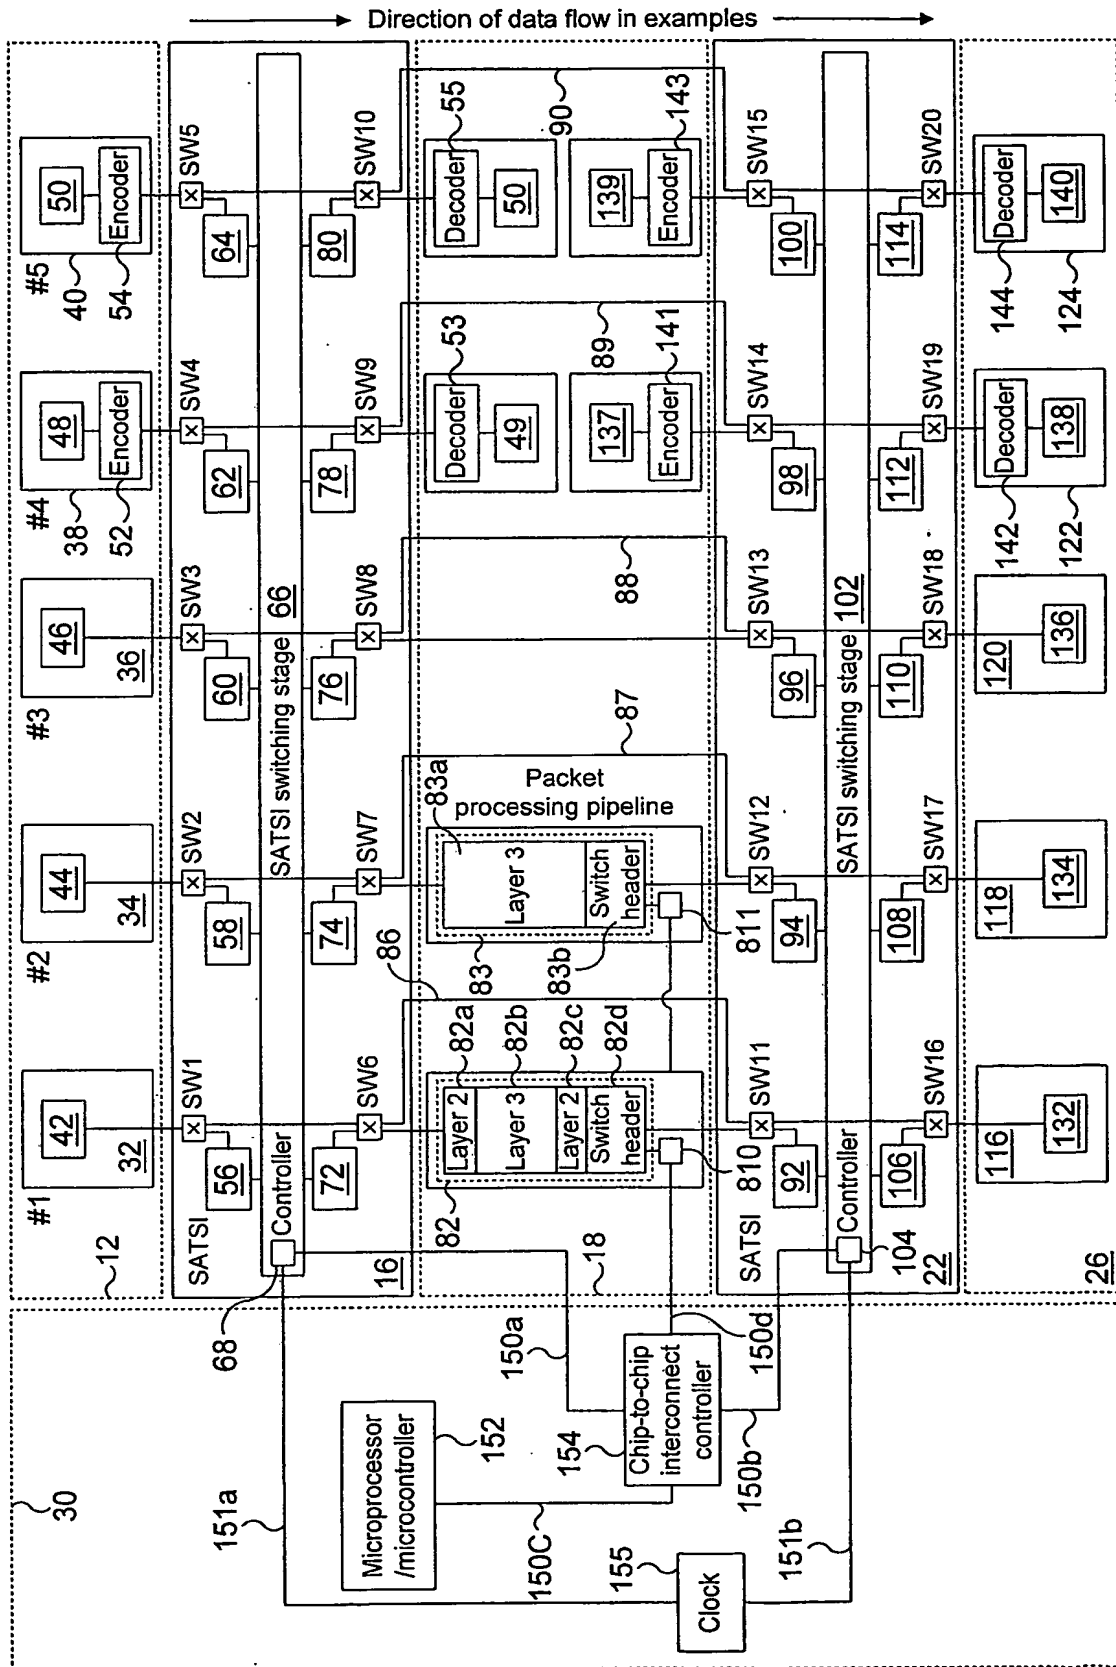 Direction of data flow in examples
#1
#2
#3
#4
#5
42
32
44
34
46
36
48
Encoder
38
52
50
Encoder
40
54
12
SW1
SW2
SW3
SW4
SW5
SATSI
56
58
60
62
64
Controller
SATSI switching stage
66
68
72
74
76
78
80
SW6
SW7
SW8
SW9
SW10
16
86
87
88
89
90
Packet
processing pipeline
82
Layer 2
Layer 3
Layer 2
Switch
header
82a
82b
82c
82d
810
83
83a
Layer 3
Switch
header
83b
811
Decoder
49
53
137
Encoder
141
Decoder
50
55
139
Encoder
143
18
SW11
SW12
SW13
SW14
SW15
SATSI
92
94
96
98
100
Controller
SATSI switching stage
102
104
106
108
110
112
114
SW16
SW17
SW18
SW19
SW20
22
116
132
118
134
120
136
142
Decoder
138
122
144
Decoder
140
124
26
30
151a
Microprocessor
/microcontroller
152
150C
150a
Chip-to-chip
interconnect
controller
154
150d
150b
Clock
155
151b